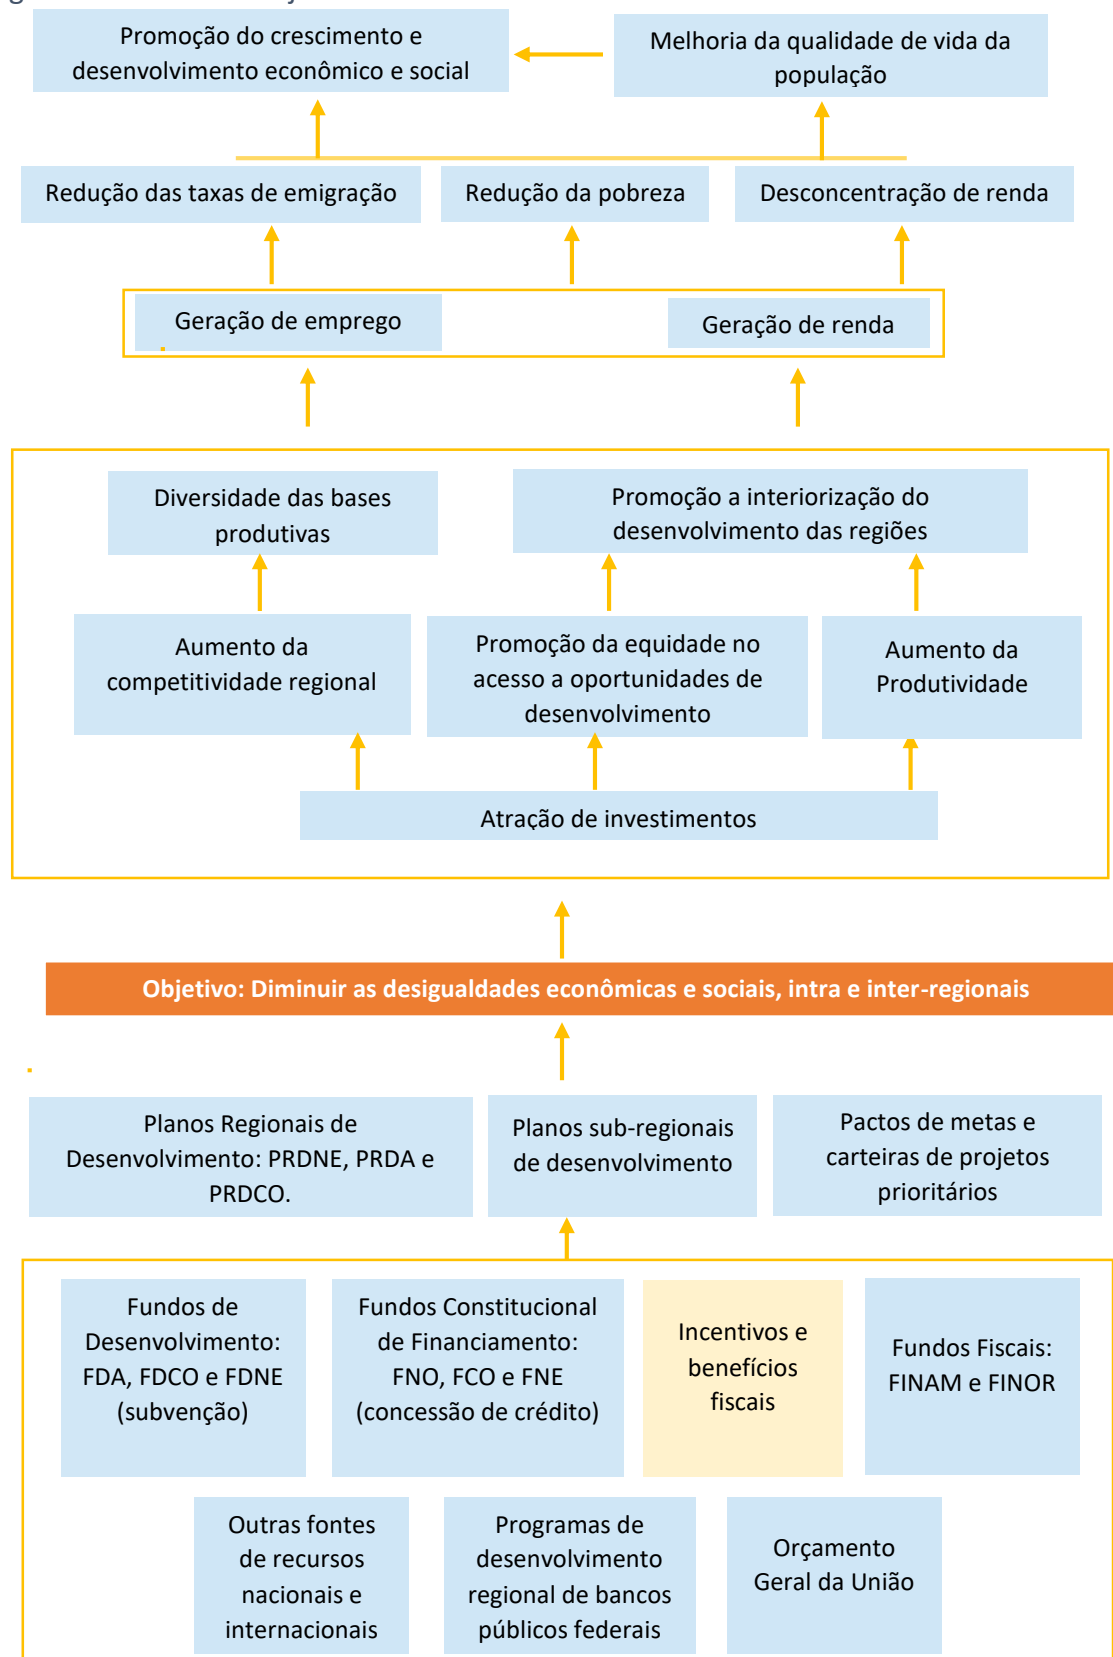 Promoção do crescimento e
desenvolvimento econômico e social
Melhoria da qualidade de vida da
população
Redução das taxas de emigração
Redução da pobreza
Desconcentração de renda
Geração de emprego
Geração de renda
Diversidade das bases
produtivas
Promoção a interiorização do
desenvolvimento das regiões
Aumento da
competitividade regional
Promoção da equidade no
acesso a oportunidades de
desenvolvimento
Aumento da
Produtividade
Atração de investimentos
Objetivo: Diminuir as desigualdades econômicas e sociais, intra e inter-regionais
Planos Regionais de
Desenvolvimento: PRDNE, PRDA e
PRDCO.
Planos sub-regionais
de desenvolvimento
Pactos de metas e
carteiras de projetos
prioritários
Fundos de
Desenvolvimento:
FDA, FDCO e FDNE
(subvenção)
Fundos Constitucional
de Financiamento:
FNO, FCO e FNE
(concessão de crédito)
Incentivos e
benefícios
fiscais
Fundos Fiscais:
FINAM e FINOR
Outras fontes
de recursos
nacionais e
internacionais
Programas de
desenvolvimento
regional de bancos
públicos federais
Orçamento
Geral da União